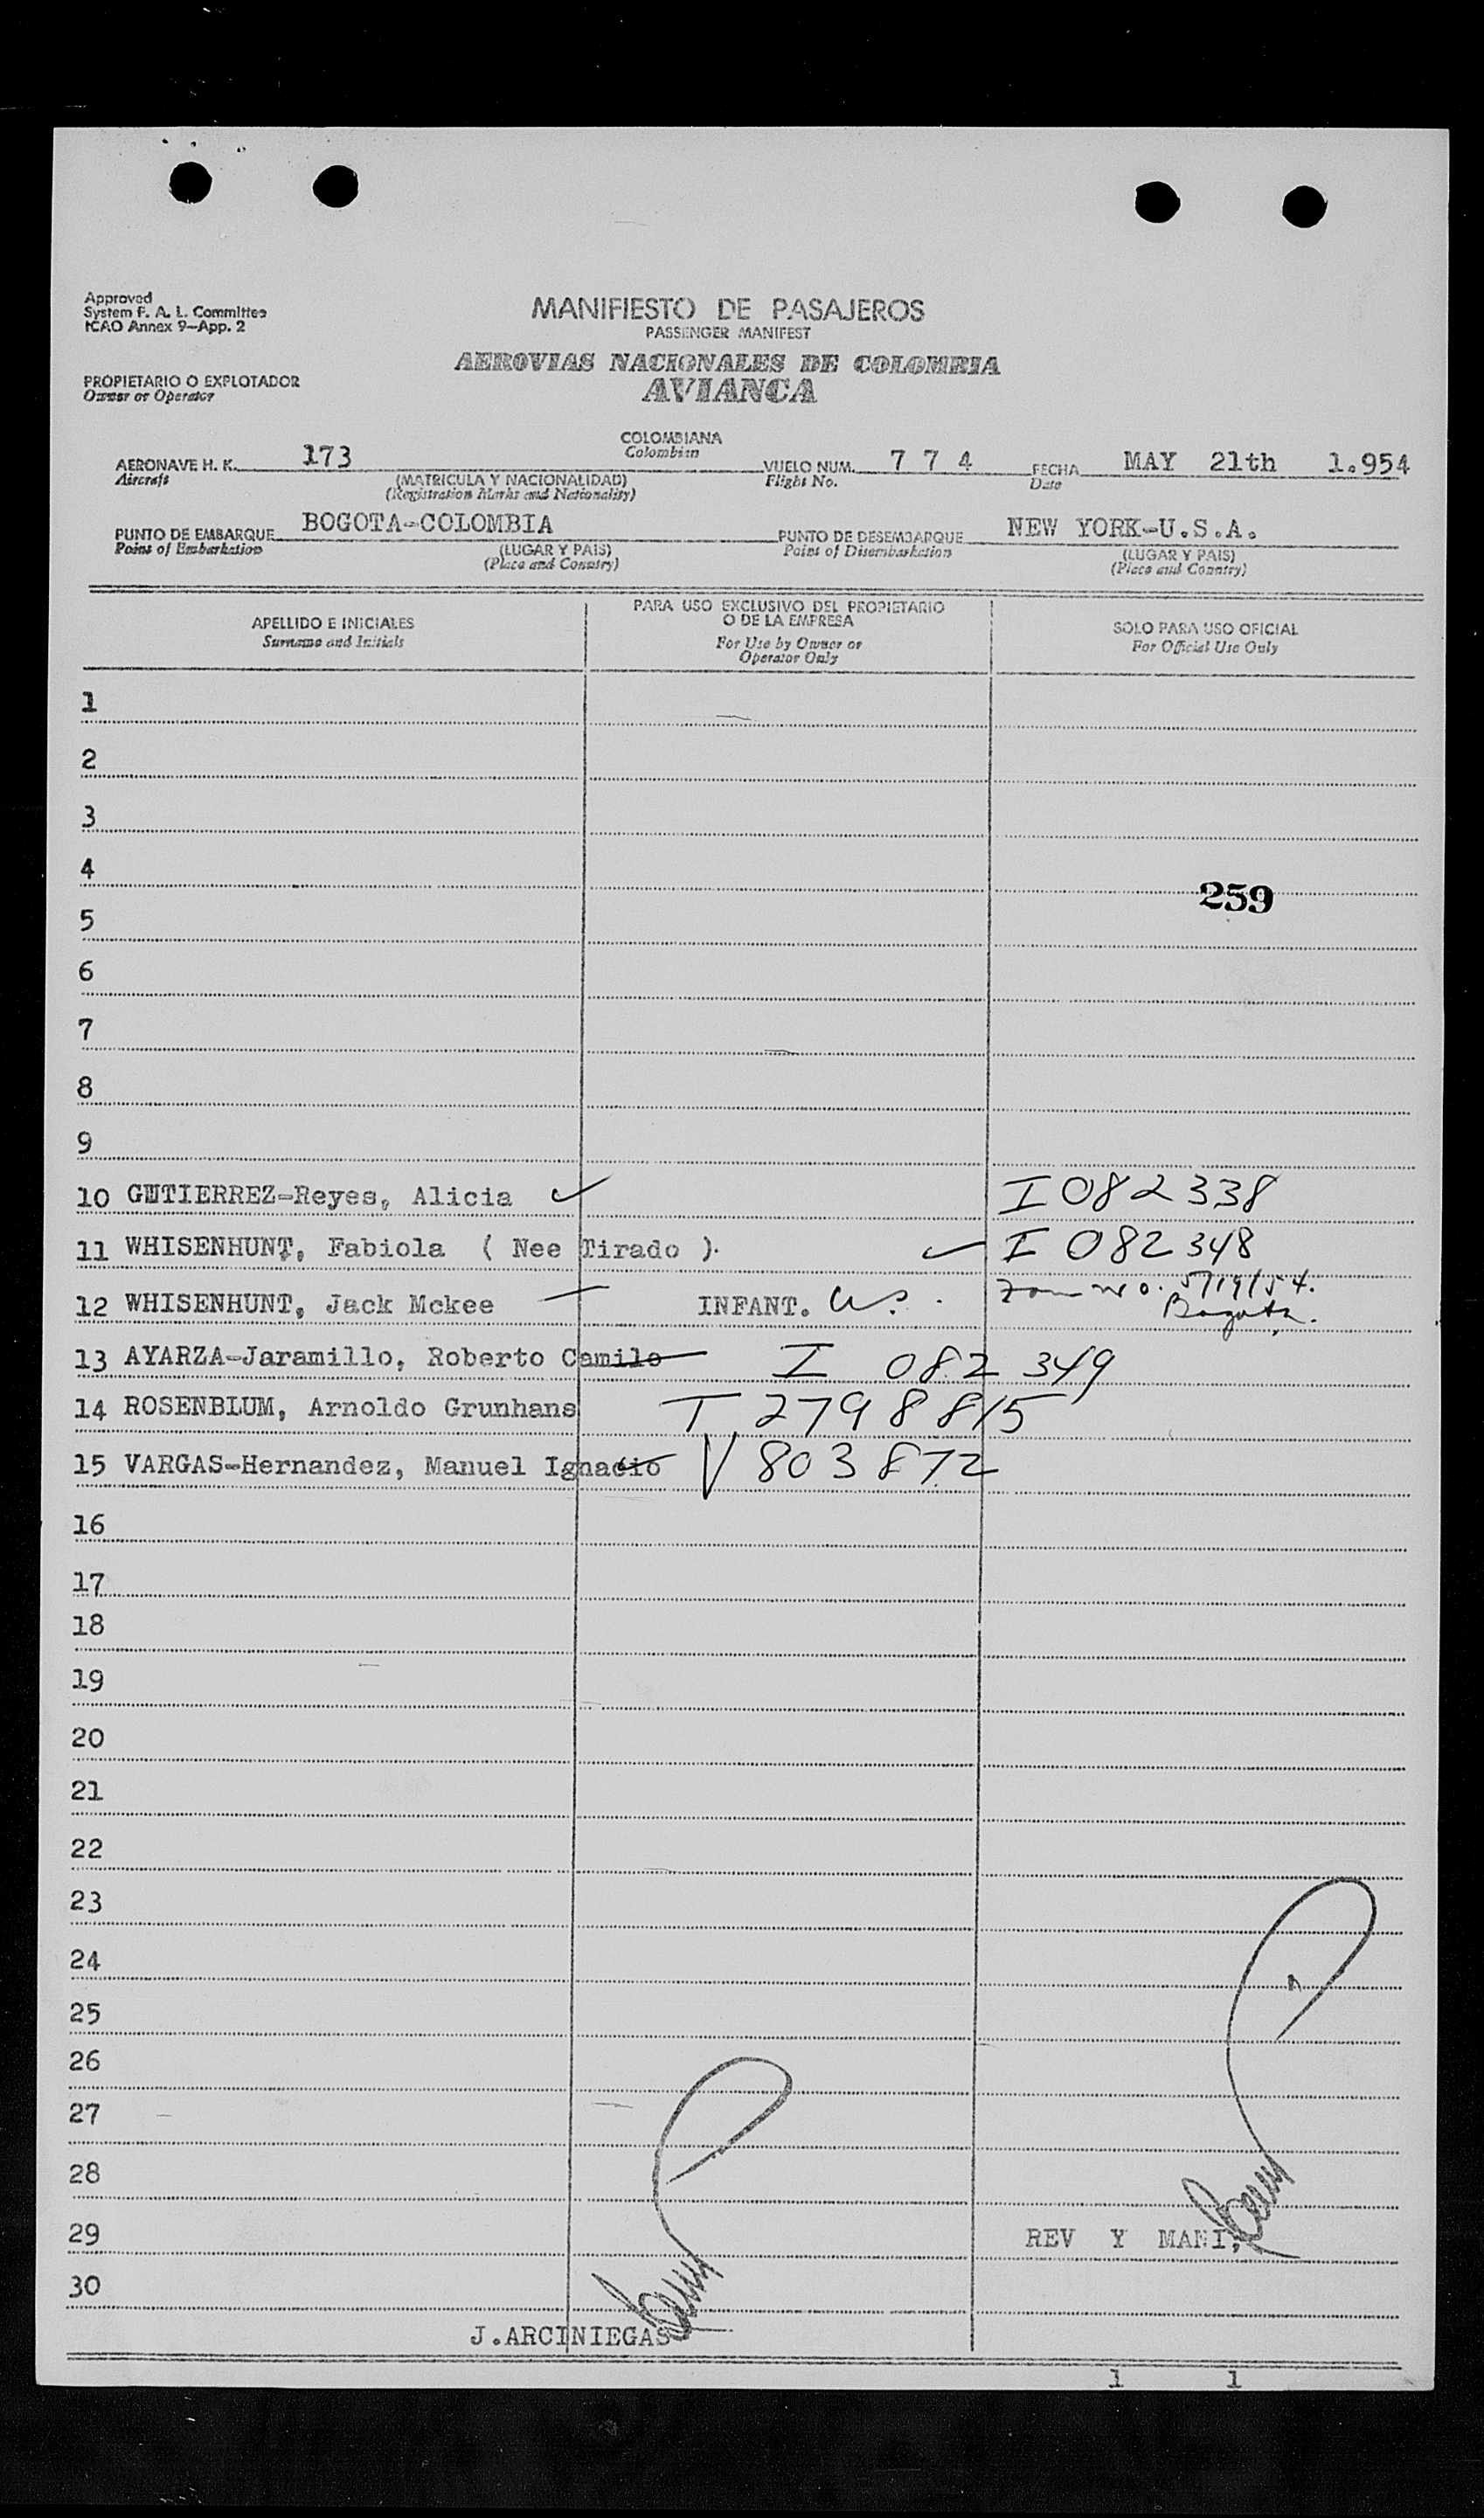 Approved
System F. A. L. Committee
ICAO Annex 9-App. 2
MANIFIESTO DE PASAJEROS
PASSENGER MANIFEST
AEROVIAS NACIONALES DE COLOMBIA
AVIANCA
PROPIETARIO O EXPLOTADOR
Owner or Operator
COLOMBIANA
Colombian
AERONAVE H. K. 173 VUELO NUM. 7 7 4 FECHA MAY 21th 1.954
Aircraft (MATRICULA Y NACIONALIDAD) Flight No. Date
(Registration Marks and Nationality)
PUNTO DE EMBARQUE BOGOTA-COLOMBIA PUNTO DE DESEMBARQUE NEW YORK-U.S.A.
Point of Embarkation (LUGAR Y PAIS) Point of Disembarkation (LUGAR Y PAIS)
(Place and Country) (Place and Country)
APELLIDO E INICIALES
Surname and Initials
PARA USO EXCLUSIVO DEL PROPIETARIO
O DE LA EMPRESA
For Use by Owner or
Operator Only
SOLO PARA USO OFICIAL
For Official Use Only
1
2
3
4
259
5
6
7
8
9
10 GUTIERREZ-Reyes, Alicia ✓ I 082338
11 WHISENHUNT, Fabiola ( Nee Tirado ). ✓ I 082348
12 WHISENHUNT, Jack Mckee INFANT. US. 5/19/54.
Bogota.
13 AYARZA-Jaramillo, Roberto Camilo I 082 349
14 ROSENBLUM, Arnoldo Grunhans T 2798815
15 VARGAS-Hernandez, Manuel Ignacio V 803872
16
17
18
19
20
21
22
23
24
25
26
27
28
29 REV Y MANI,
30
J.ARCINIEGAS
1 1